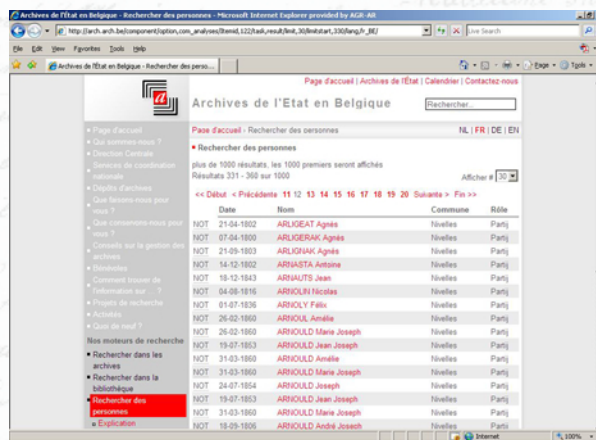 Archives de l'État en Belgique - Rechercher des personnes - Microsoft Internet Explorer provided by AGR-AR
Live Search
File Edit View Favorites Tools Help
Archives de l'État en Belgique - Rechercher des perso...
Page Tools
Page d'accueil | Archives de l'État | Calendrier | Contactez-nous
Archives de l'Etat en Belgique
Rechercher...
Page d'accueil - Rechercher des personnes
NL | FR | DE | EN
Page d'accueil
Qui sommes-nous ?
Direction Centrale
Services de coordination
nationale
Dépôts d'archives
Que faisons-nous pour
vous ?
Que conservons-nous pour
vous ?
Conseils sur la gestion des
archives
Bénévoles
Comment trouver de
l'information sur ... ?
Projets de recherche
Activités
Quoi de neuf ?
Nos moteurs de recherche
Rechercher dans les
archives
Rechercher dans la
bibliothèque
Rechercher des
personnes
Explication
Rechercher des personnes
plus de 1000 résultats, les 1000 premiers seront affichés
Résultats 331 - 360 sur 1000
Afficher # 30
<< Début < Précédente 11 12 13 14 15 16 17 18 19 20 Suivante > Fin >>
Date Nom Commune Rôle
NOT 21-04-1802 ARLIGEAT Agnès Nivelles Partij
NOT 07-04-1800 ARLIGERAK Agnès Nivelles Partij
NOT 21-09-1803 ARLIGNAK Agnès Nivelles Partij
NOT 14-12-1802 ARNASTA Antoine Nivelles Partij
NOT 18-12-1843 ARNAUTS Jean Nivelles Partij
NOT 04-08-1816 ARNOLIN Nicolas Nivelles Partij
NOT 01-07-1836 ARNOLY Félix Nivelles Partij
NOT 26-02-1860 ARNOUL Amélie Nivelles Partij
NOT 26-02-1860 ARNOULD Marie Joseph Nivelles Partij
NOT 19-07-1853 ARNOULD Jean Joseph Nivelles Partij
NOT 31-03-1860 ARNOULD Amélie Nivelles Partij
NOT 31-03-1860 ARNOULD Marie Joseph Nivelles Partij
NOT 24-07-1854 ARNOULD Joseph Nivelles Partij
NOT 19-07-1853 ARNOULD Jean Joseph Nivelles Partij
NOT 31-03-1860 ARNOULD Marie Joseph Nivelles Partij
NOT 18-09-1806 ARNOULD André Joseph Nivelles Partij
Internet 100%